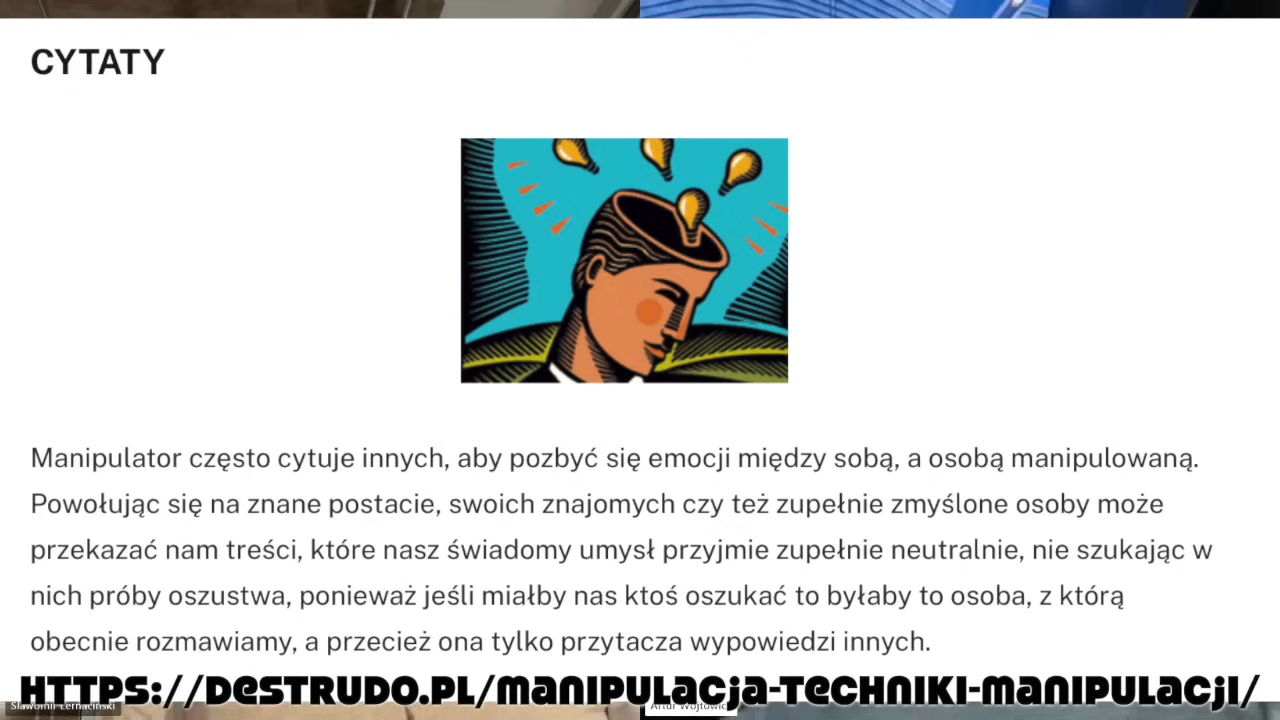 CYTATY
Manipulator często cytuje innych, aby pozbyć się emocji między sobą, a osobą manipulowaną.
Powołując się na znane postacie, swoich znajomych czy też zupełnie zmyślone osoby może
przekazać nam treści, które nasz świadomy umysł przyjmie zupełnie neutralnie, nie szukając w
nich próby oszustwa, ponieważ jeśli miałby nas ktoś oszukać to byłaby to osoba, z którą
obecnie rozmawiamy, a przecież ona tylko przytacza wypowiedzi innych.
HTTPS://DESTRUDO.PL/MANIPULACJA-TECHNIKI-MANIPULACJI/